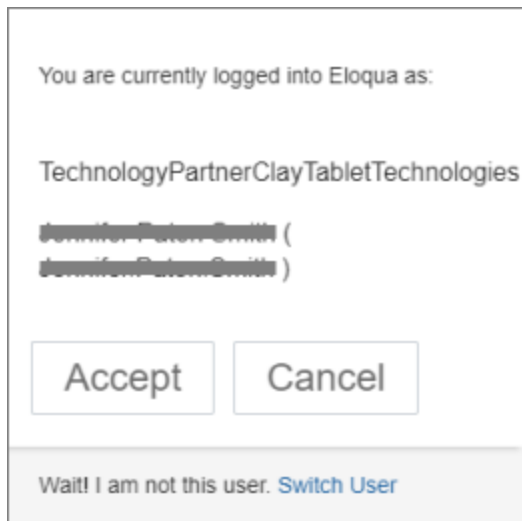 You are currently logged into Eloqua as:
TechnologyPartnerClayTabletTechnologies
(
)
Accept
Cancel
Wait! I am not this user. Switch User